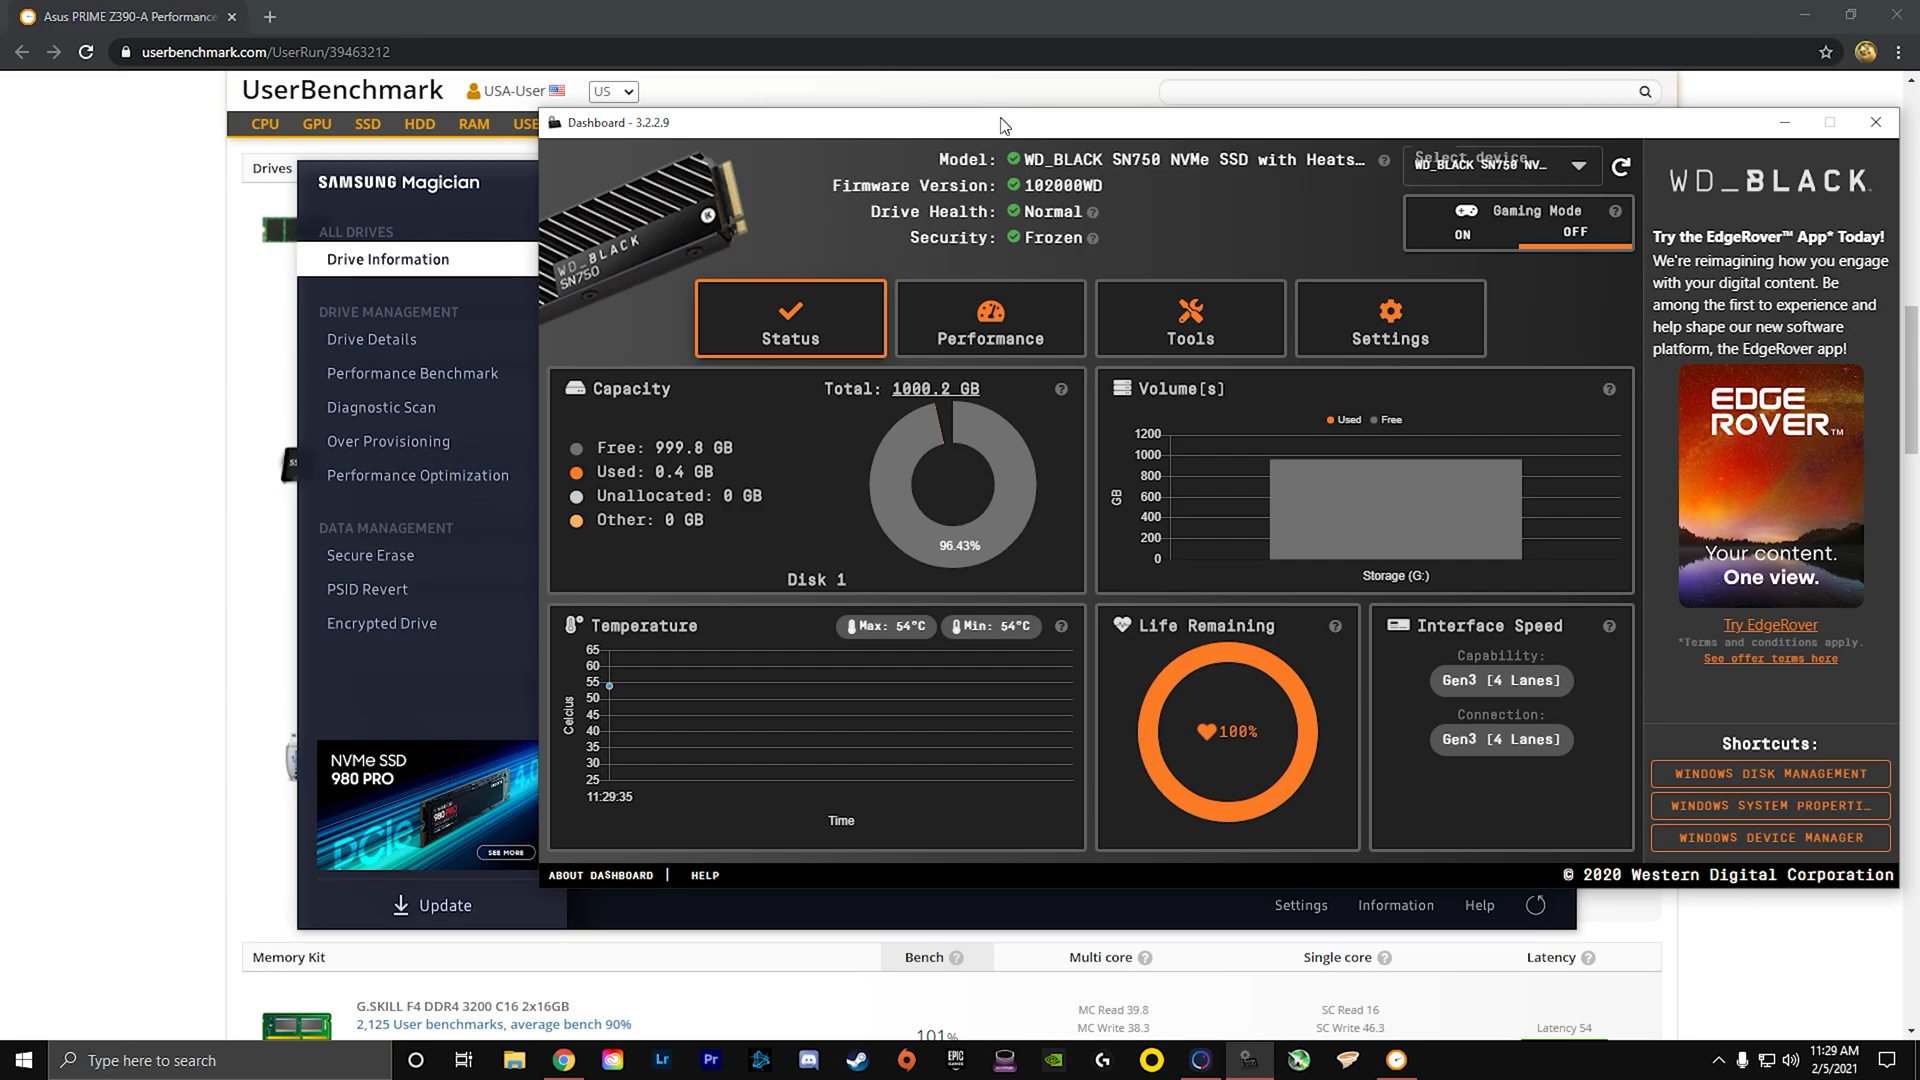 Asus PRIME Z390-A Performance
userbenchmark.com/UserRun/39463212
UserBenchmark
USA-User
US
CPU GPU SSD HDD RAM USB
Drives
SAMSUNG Magician
ALL DRIVES
Drive Information
DRIVE MANAGEMENT
Drive Details
Performance Benchmark
Diagnostic Scan
Over Provisioning
Performance Optimization
DATA MANAGEMENT
Secure Erase
PSID Revert
Encrypted Drive
NVMe SSD
980 PRO
980 PRO
PCIe
4.0
SEE MORE
Update
Settings Information Help
Dashboard - 3.2.2.9
WD_BLACK
SN750
Model: WD_BLACK SN750 NVMe SSD with Heats…
Firmware Version: 102000WD
Drive Health: Normal
Security: Frozen
Select device
WD_BLACK SN750 NV…
Gaming Mode
ON OFF
Status
Performance
Tools
Settings
Capacity
Total: 1000.2 GB
Free: 999.8 GB
Used: 0.4 GB
Unallocated: 0 GB
Other: 0 GB
96.43%
Disk 1
Volume[s]
Used Free
GB
1200
1000
800
600
400
200
0
Storage (G:)
Temperature
Max: 54°C
Min: 54°C
Celcius
65
60
55
50
45
40
35
30
25
11:29:35
Time
Life Remaining
100%
Interface Speed
Capability:
Gen3 [4 Lanes]
Connection:
Gen3 [4 Lanes]
WD_BLACK
Try the EdgeRover™ App* Today!
We're reimagining how you engage
with your digital content. Be
among the first to experience and
help shape our new software
platform, the EdgeRover app!
EDGE
ROVER™
Your content.
One view.
Try EdgeRover
*Terms and conditions apply.
See offer terms here
Shortcuts:
WINDOWS DISK MANAGEMENT
WINDOWS SYSTEM PROPERTI…
WINDOWS DEVICE MANAGER
ABOUT DASHBOARD | HELP
© 2020 Western Digital Corporation
Memory Kit Bench Multi core Single core Latency
G.SKILL F4 DDR4 3200 C16 2x16GB
2,125 User benchmarks, average bench 90%
101%
MC Read 39.8
MC Write 38.3
SC Read 16
SC Write 46.3
Latency 54
Type here to search
Lr
Pr
EPIC
GAMES
11:29 AM
2/5/2021